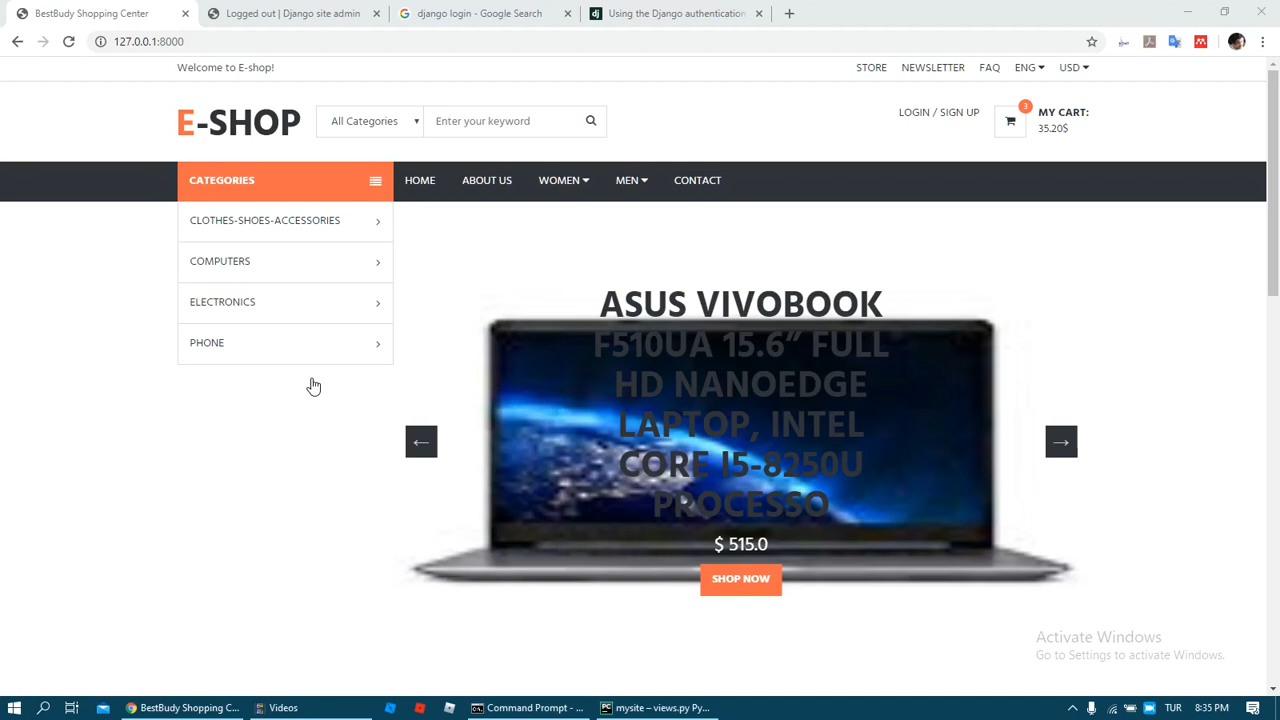 BestBudy Shopping Center
Logged out | Django site admin
django login - Google Search
Using the Django authentication
127.0.0.1:8000
Welcome to E-shop!
STORE NEWSLETTER FAQ ENG USD
E-SHOP
All Categories
Enter your keyword
LOGIN / SIGN UP
3
MY CART:
35.20$
CATEGORIES
HOME ABOUT US WOMEN MEN CONTACT
CLOTHES-SHOES-ACCESSORIES
COMPUTERS
ELECTRONICS
PHONE
ASUS VIVOBOOK
F510UA 15.6” FULL
HD NANOEDGE
LAPTOP, INTEL
CORE I5-8250U
PROCESSO
$ 515.0
SHOP NOW
Activate Windows
Go to Settings to activate Windows.
BestBudy Shopping C...
Videos
Command Prompt - ...
mysite – views.py Py...
TUR
8:35 PM